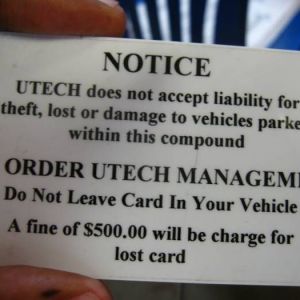 NOTICE
UTECH does not accept liability for
theft, lost or damage to vehicles parke
within this compound
ORDER UTECH MANAGEME
Do Not Leave Card In Your Vehicle
A fine of $500.00 will be charge for
lost card